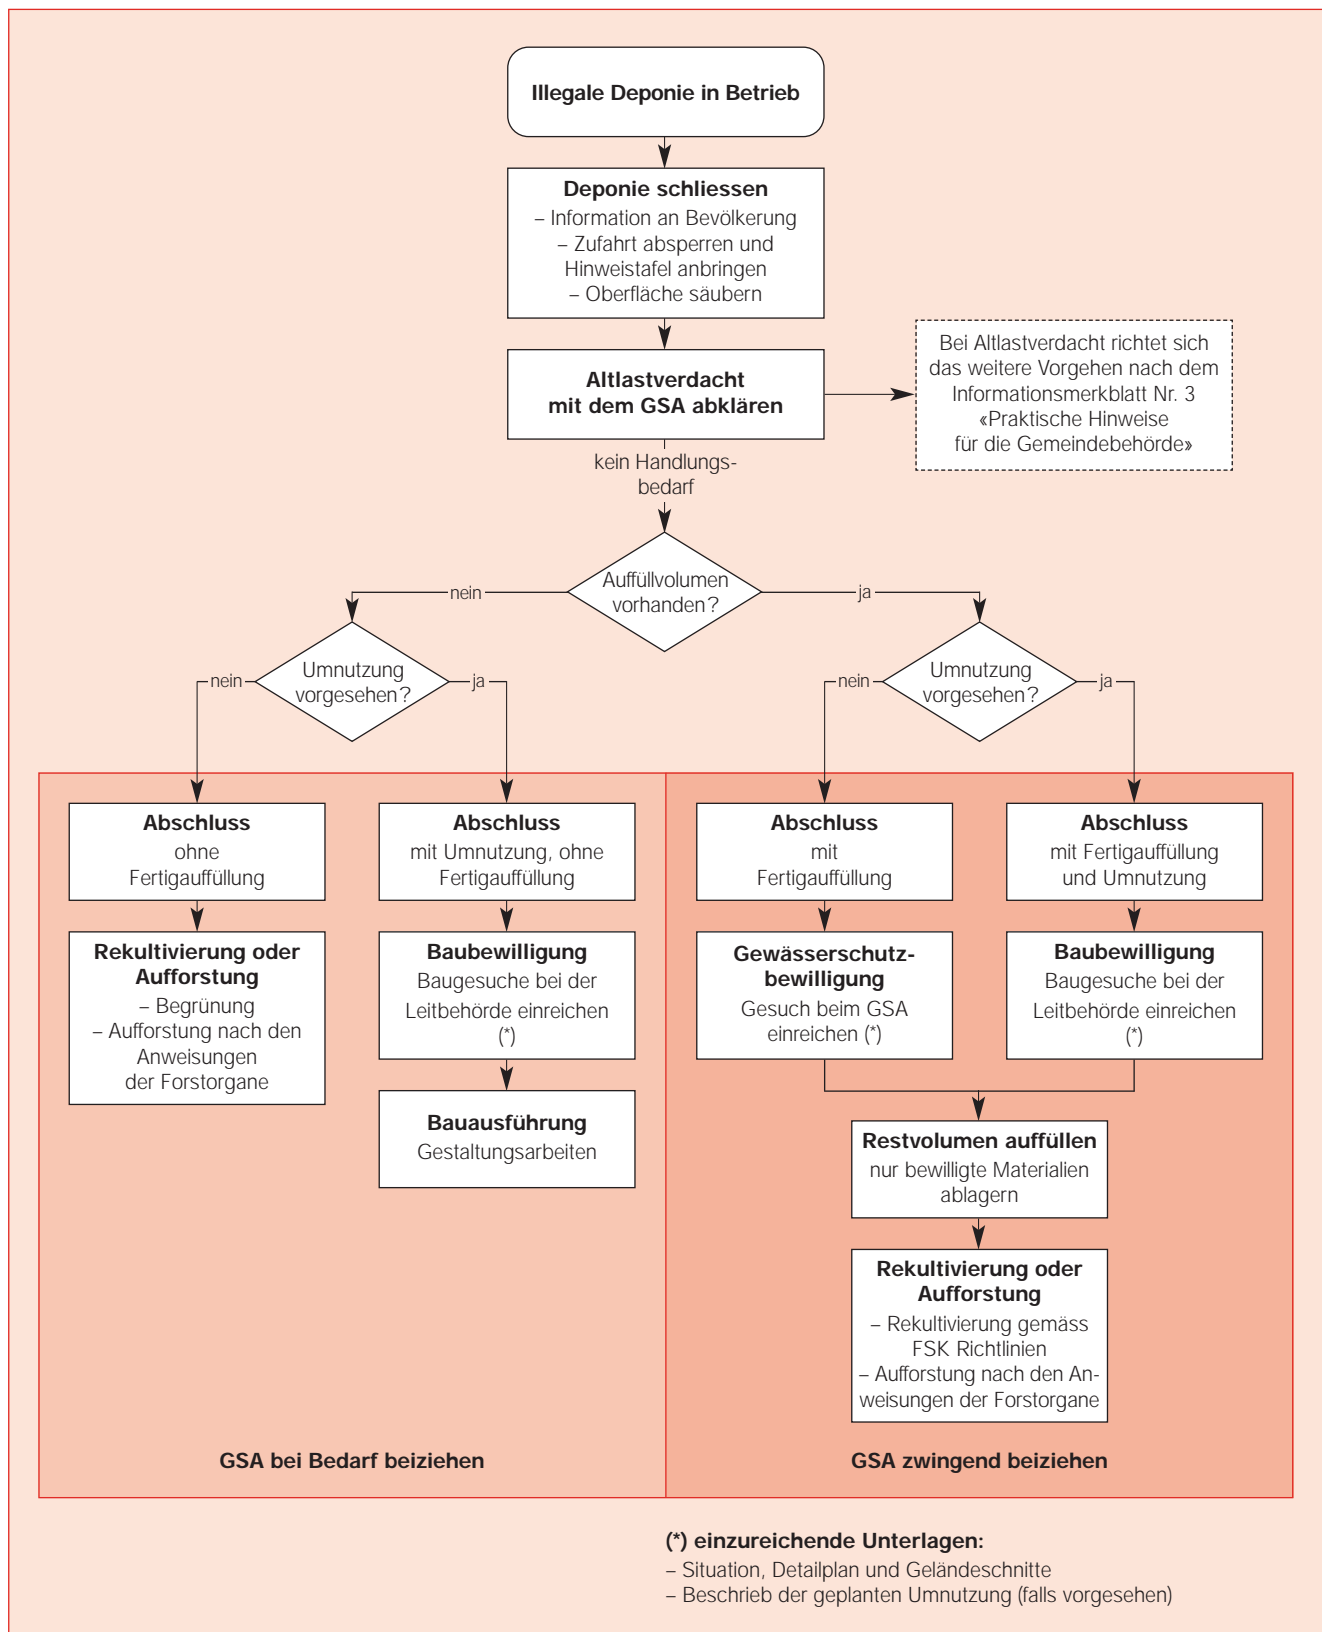 Illegale Deponie in Betrieb
Deponie schliessen
– Information an Bevölkerung
– Zufahrt absperren und
Hinweistafel anbringen
– Oberfläche säubern
Altlastverdacht
mit dem GSA abklären
Bei Altlastverdacht richtet sich
das weitere Vorgehen nach dem
Informationsmerkblatt Nr. 3
«Praktische Hinweise
für die Gemeindebehörde»
kein Handlungs-
bedarf
Auffüllvolumen
vorhanden?
nein
ja
Umnutzung
vorgesehen?
nein
ja
Umnutzung
vorgesehen?
nein
ja
Abschluss
ohne
Fertigauffüllung
Abschluss
mit Umnutzung, ohne
Fertigauffüllung
Abschluss
mit
Fertigauffüllung
Abschluss
mit Fertigauffüllung
und Umnutzung
Rekultivierung oder
Aufforstung
– Begrünung
– Aufforstung nach den
Anweisungen
der Forstorgane
Baubewilligung
Baugesuche bei der
Leitbehörde einreichen
(*)
Gewässerschutz-
bewilligung
Gesuch beim GSA
einreichen (*)
Baubewilligung
Baugesuche bei der
Leitbehörde einreichen
(*)
Bauausführung
Gestaltungsarbeiten
Restvolumen auffüllen
nur bewilligte Materialien
ablagern
Rekultivierung oder
Aufforstung
– Rekultivierung gemäss
FSK Richtlinien
– Aufforstung nach den An-
weisungen der Forstorgane
GSA bei Bedarf beiziehen
GSA zwingend beiziehen
(*) einzureichende Unterlagen:
– Situation, Detailplan und Geländeschnitte
– Beschrieb der geplanten Umnutzung (falls vorgesehen)